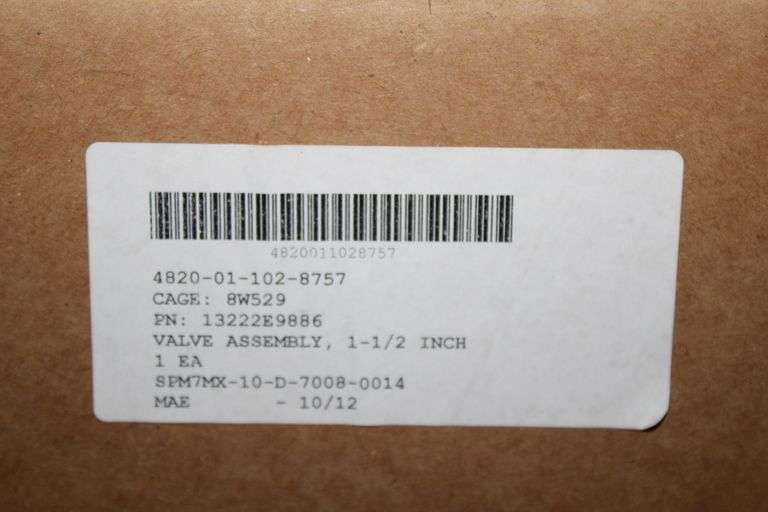 4820011028757
4820-01-102-8757
CAGE: 8W529
PN: 13222E9886
VALVE ASSEMBLY, 1-1/2 INCH
1 EA
SPM7MX-10-D-7008-0014
MAE - 10/12